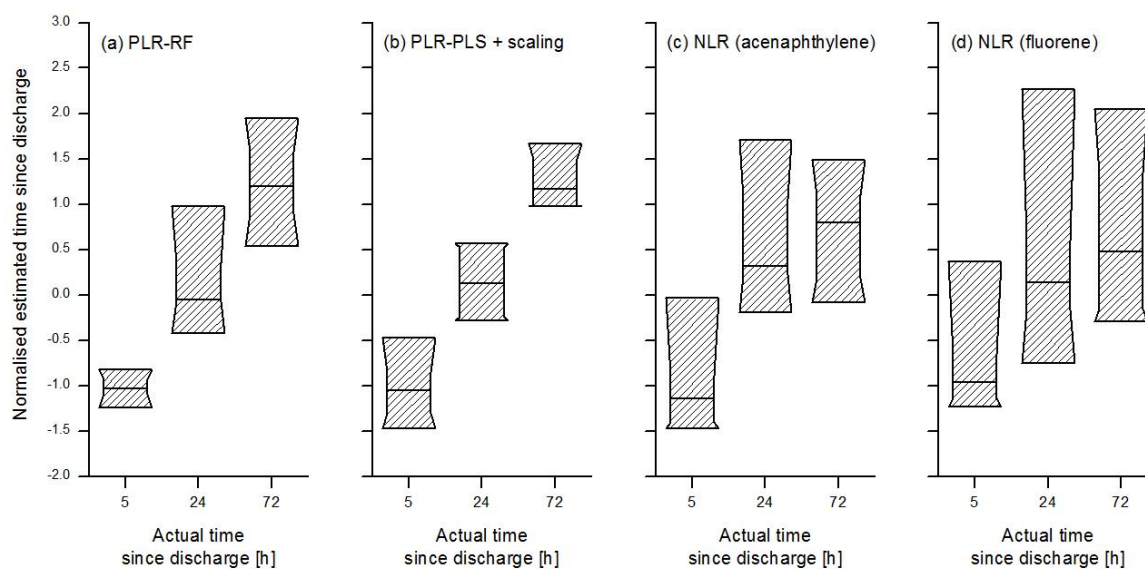 Normalised estimated time since discharge
3.0
2.5
2.0
1.5
1.0
0.5
0.0
-0.5
-1.0
-1.5
-2.0
(a) PLR-RF
5 24 72
Actual time
since discharge [h]
(b) PLR-PLS + scaling
5 24 72
Actual time
since discharge [h]
(c) NLR (acenaphthylene)
5 24 72
Actual time
since discharge [h]
(d) NLR (fluorene)
5 24 72
Actual time
since discharge [h]